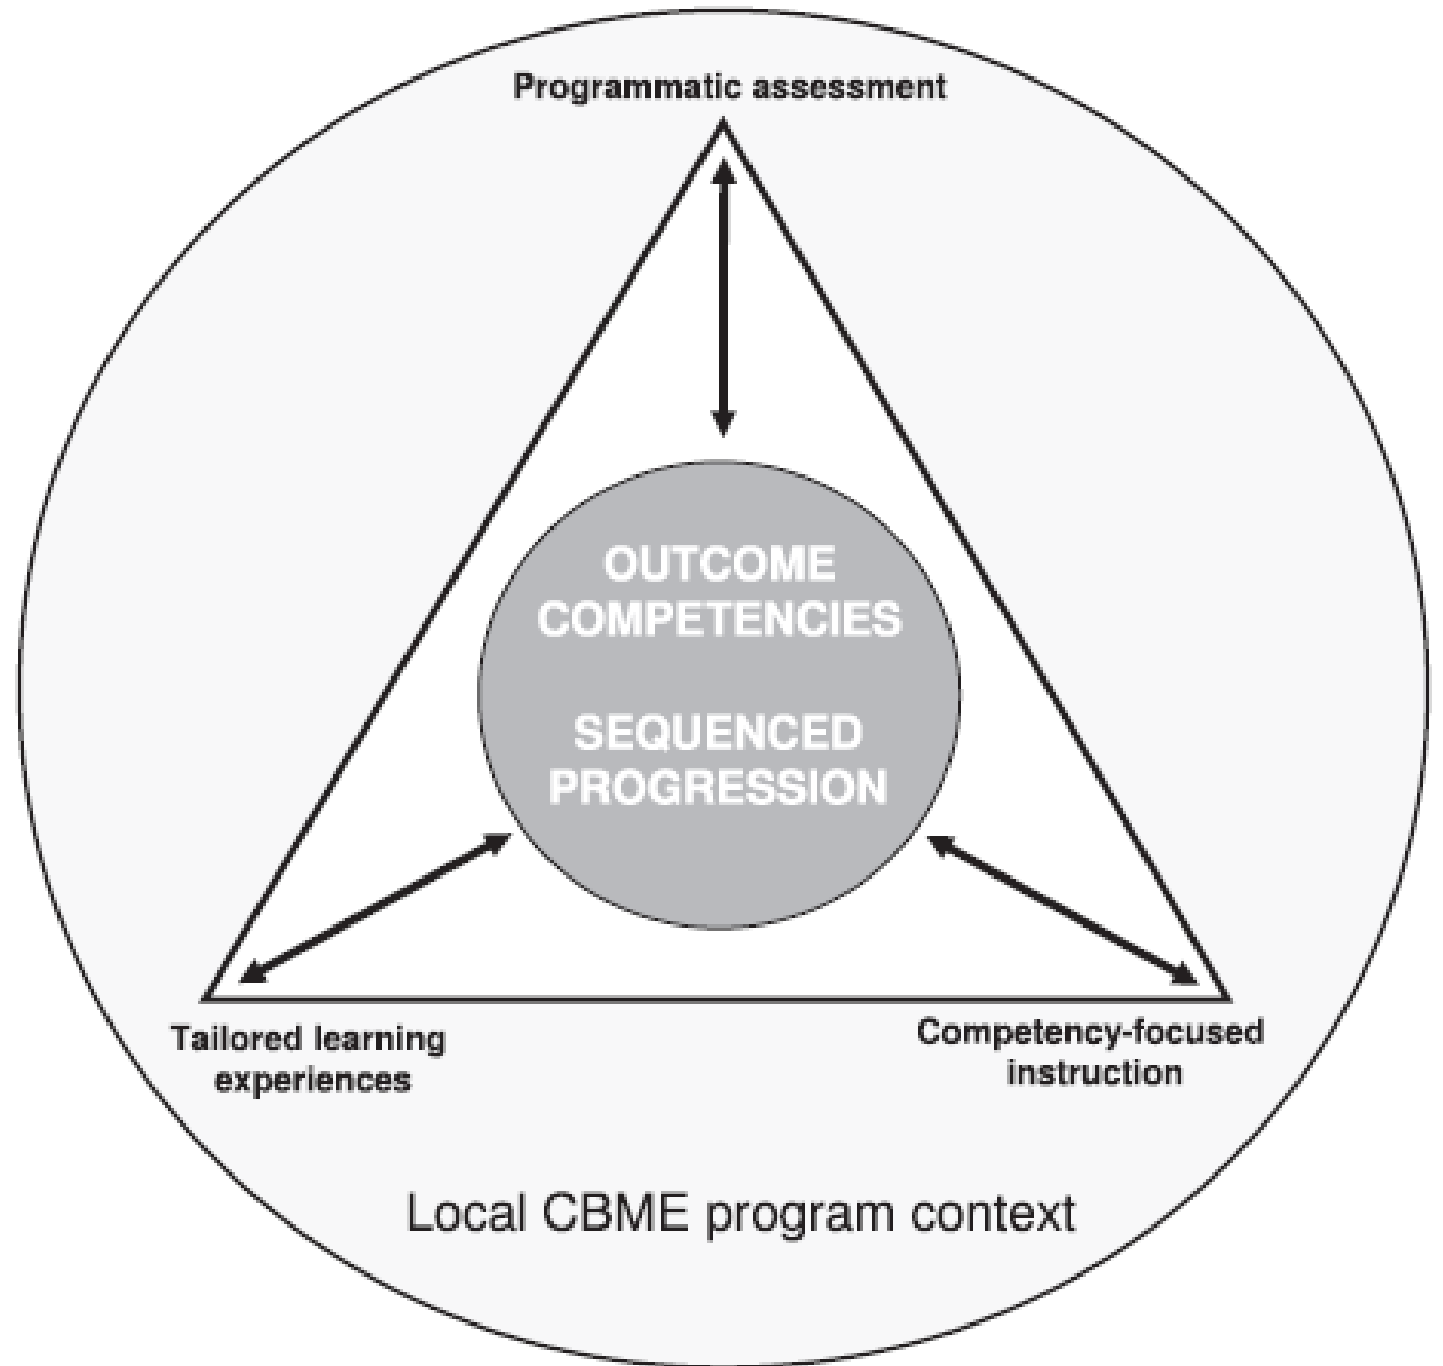 Programmatic assessment
OUTCOME
COMPETENCIES
SEQUENCED
PROGRESSION
Tailored learning
experiences
Competency-focused
instruction
Local CBME program context